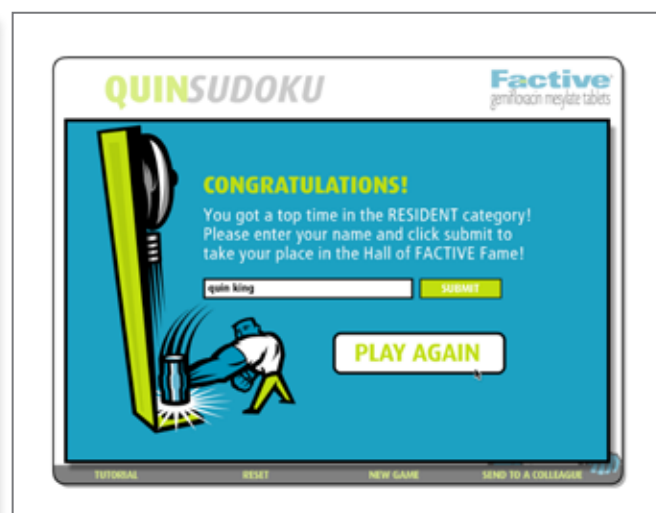 QUINSUDOKU
Factive
gemifloxacin mesylate tablets
CONGRATULATIONS!
You got a top time in the RESIDENT category!
Please enter your name and click submit to
take your place in the Hall of FACTIVE Fame!
quin king
SUBMIT
PLAY AGAIN
TUTORIAL
RESET
NEW GAME
SEND TO A COLLEAGUE